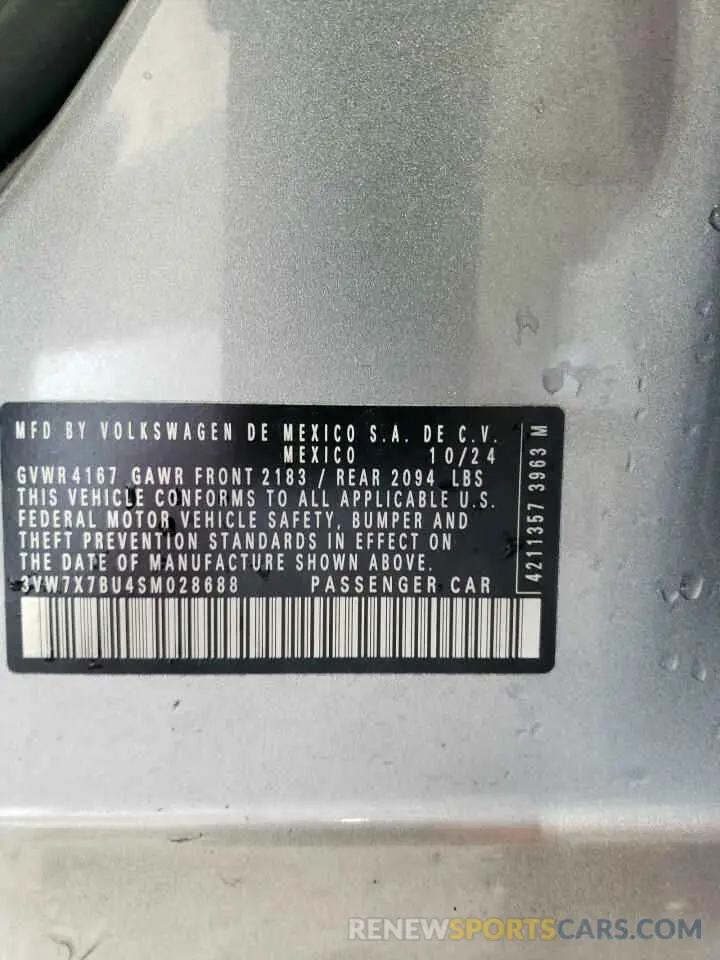 MFD BY VOLKSWAGEN DE MEXICO S.A. DE C.V.
MEXICO 10/24
GVWR 4167 GAWR FRONT 2183 / REAR 2094 LBS
THIS VEHICLE CONFORMS TO ALL APPLICABLE U.S.
FEDERAL MOTOR VEHICLE SAFETY, BUMPER AND
THEFT PREVENTION STANDARDS IN EFFECT ON
THE DATE OF MANUFACTURE SHOWN ABOVE.
3VW7X7BU4SM028688 PASSENGER CAR
4211357 3963 M
RENEWSPORTSCARS.COM